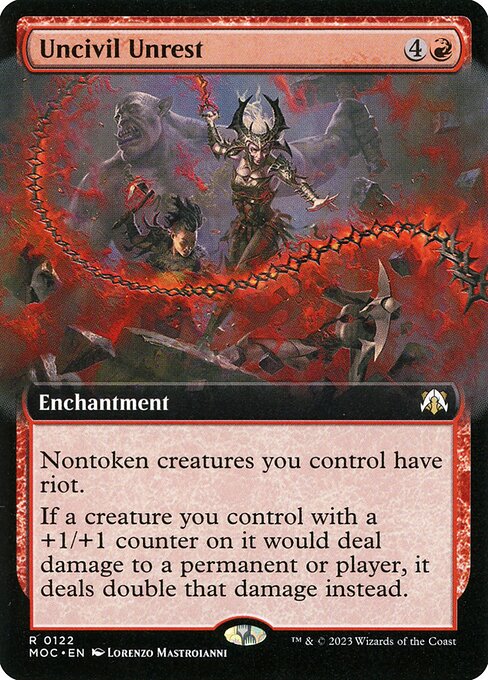 Uncivil Unrest 4
Enchantment
Nontoken creatures you control have
riot.
If a creature you control with a
+1/+1 counter on it would deal
damage to a permanent or player, it
deals double that damage instead.
R 0122
MOC • EN Lorenzo Mastroianni
™ & © 2023 Wizards of the Coast